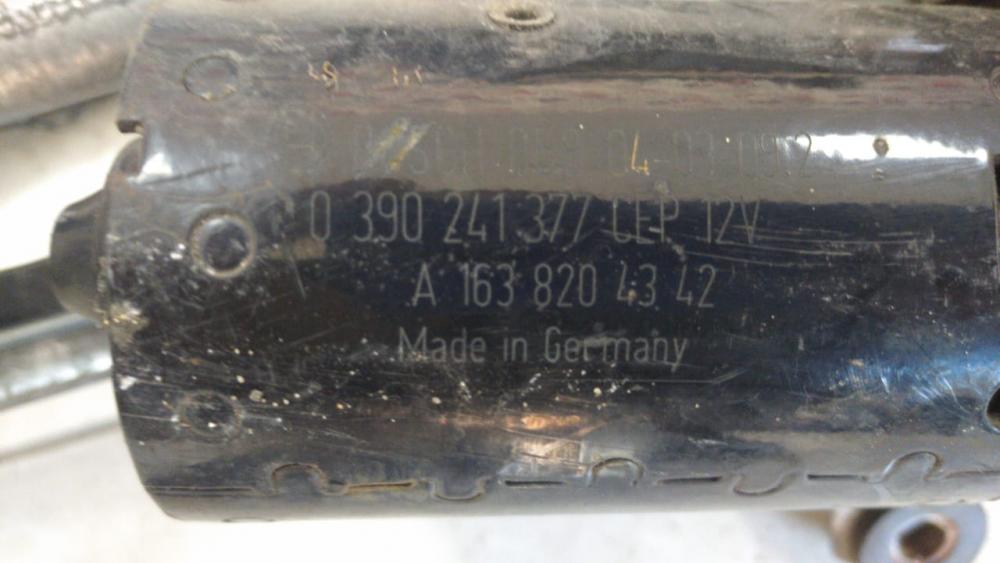 0 390 241 377 CEP 12V
A 163 820 43 42
Made in Germany